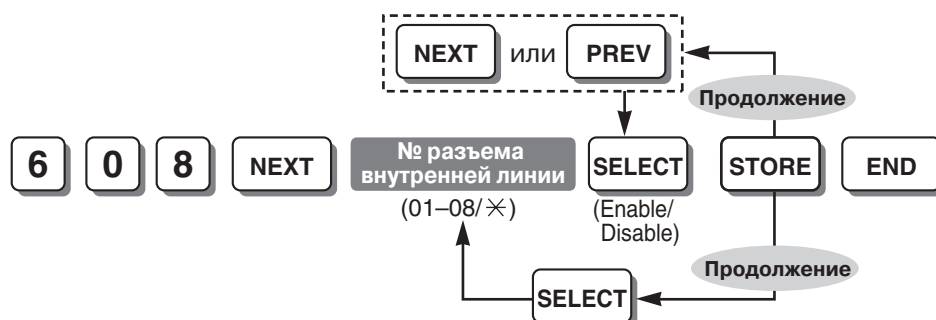 NEXT или PREV
Продолжение
6 0 8 NEXT № разъема внутренней линии SELECT STORE END
(01–08/✳)
(Enable/
Disable)
Продолжение
SELECT